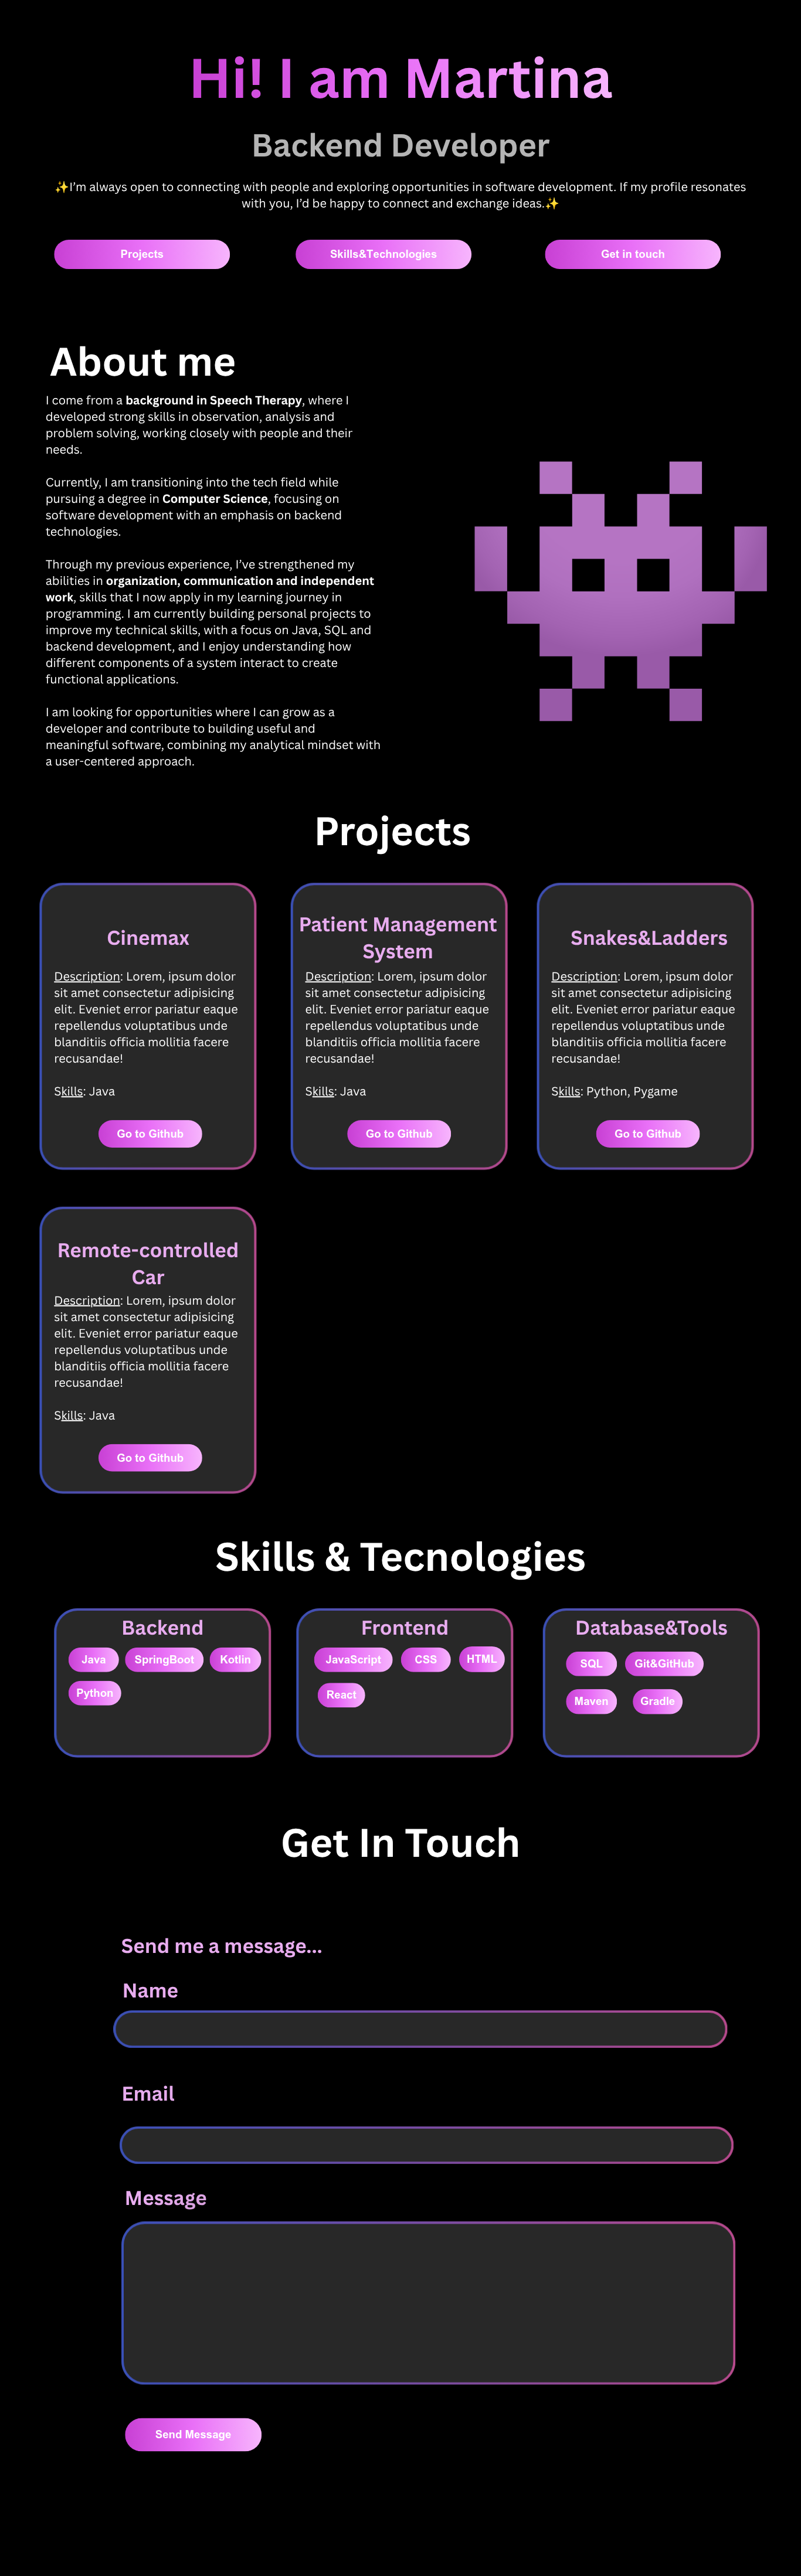 Hi! I am Martina
Backend Developer
✨I'm always open to connecting with people and exploring opportunities in software development. If my profile resonates
with you, I'd be happy to connect and exchange ideas.✨
Projects
Skills&Technologies
Get in touch
About me
I come from a background in Speech Therapy, where I
developed strong skills in observation, analysis and
problem solving, working closely with people and their
needs.
Currently, I am transitioning into the tech field while
pursuing a degree in Computer Science, focusing on
software development with an emphasis on backend
technologies.
Through my previous experience, I've strengthened my
abilities in organization, communication and independent
work, skills that I now apply in my learning journey in
programming. I am currently building personal projects to
improve my technical skills, with a focus on Java, SQL and
backend development, and I enjoy understanding how
different components of a system interact to create
functional applications.
I am looking for opportunities where I can grow as a
developer and contribute to building useful and
meaningful software, combining my analytical mindset with
a user-centered approach.
Projects
Cinemax
Description: Lorem, ipsum dolor
sit amet consectetur adipisicing
elit. Eveniet error pariatur eaque
repellendus voluptatibus unde
blanditiis officia mollitia facere
recusandae!
Skills: Java
Go to Github
Patient Management
System
Description: Lorem, ipsum dolor
sit amet consectetur adipisicing
elit. Eveniet error pariatur eaque
repellendus voluptatibus unde
blanditiis officia mollitia facere
recusandae!
Skills: Java
Go to Github
Snakes&Ladders
Description: Lorem, ipsum dolor
sit amet consectetur adipisicing
elit. Eveniet error pariatur eaque
repellendus voluptatibus unde
blanditiis officia mollitia facere
recusandae!
Skills: Python, Pygame
Go to Github
Remote-controlled
Car
Description: Lorem, ipsum dolor
sit amet consectetur adipisicing
elit. Eveniet error pariatur eaque
repellendus voluptatibus unde
blanditiis officia mollitia facere
recusandae!
Skills: Java
Go to Github
Skills & Tecnologies
Backend
Java
SpringBoot
Kotlin
Python
Frontend
JavaScript
CSS
HTML
React
Database&Tools
SQL
Git&GitHub
Maven
Gradle
Get In Touch
Send me a message...
Name
Email
Message
Send Message